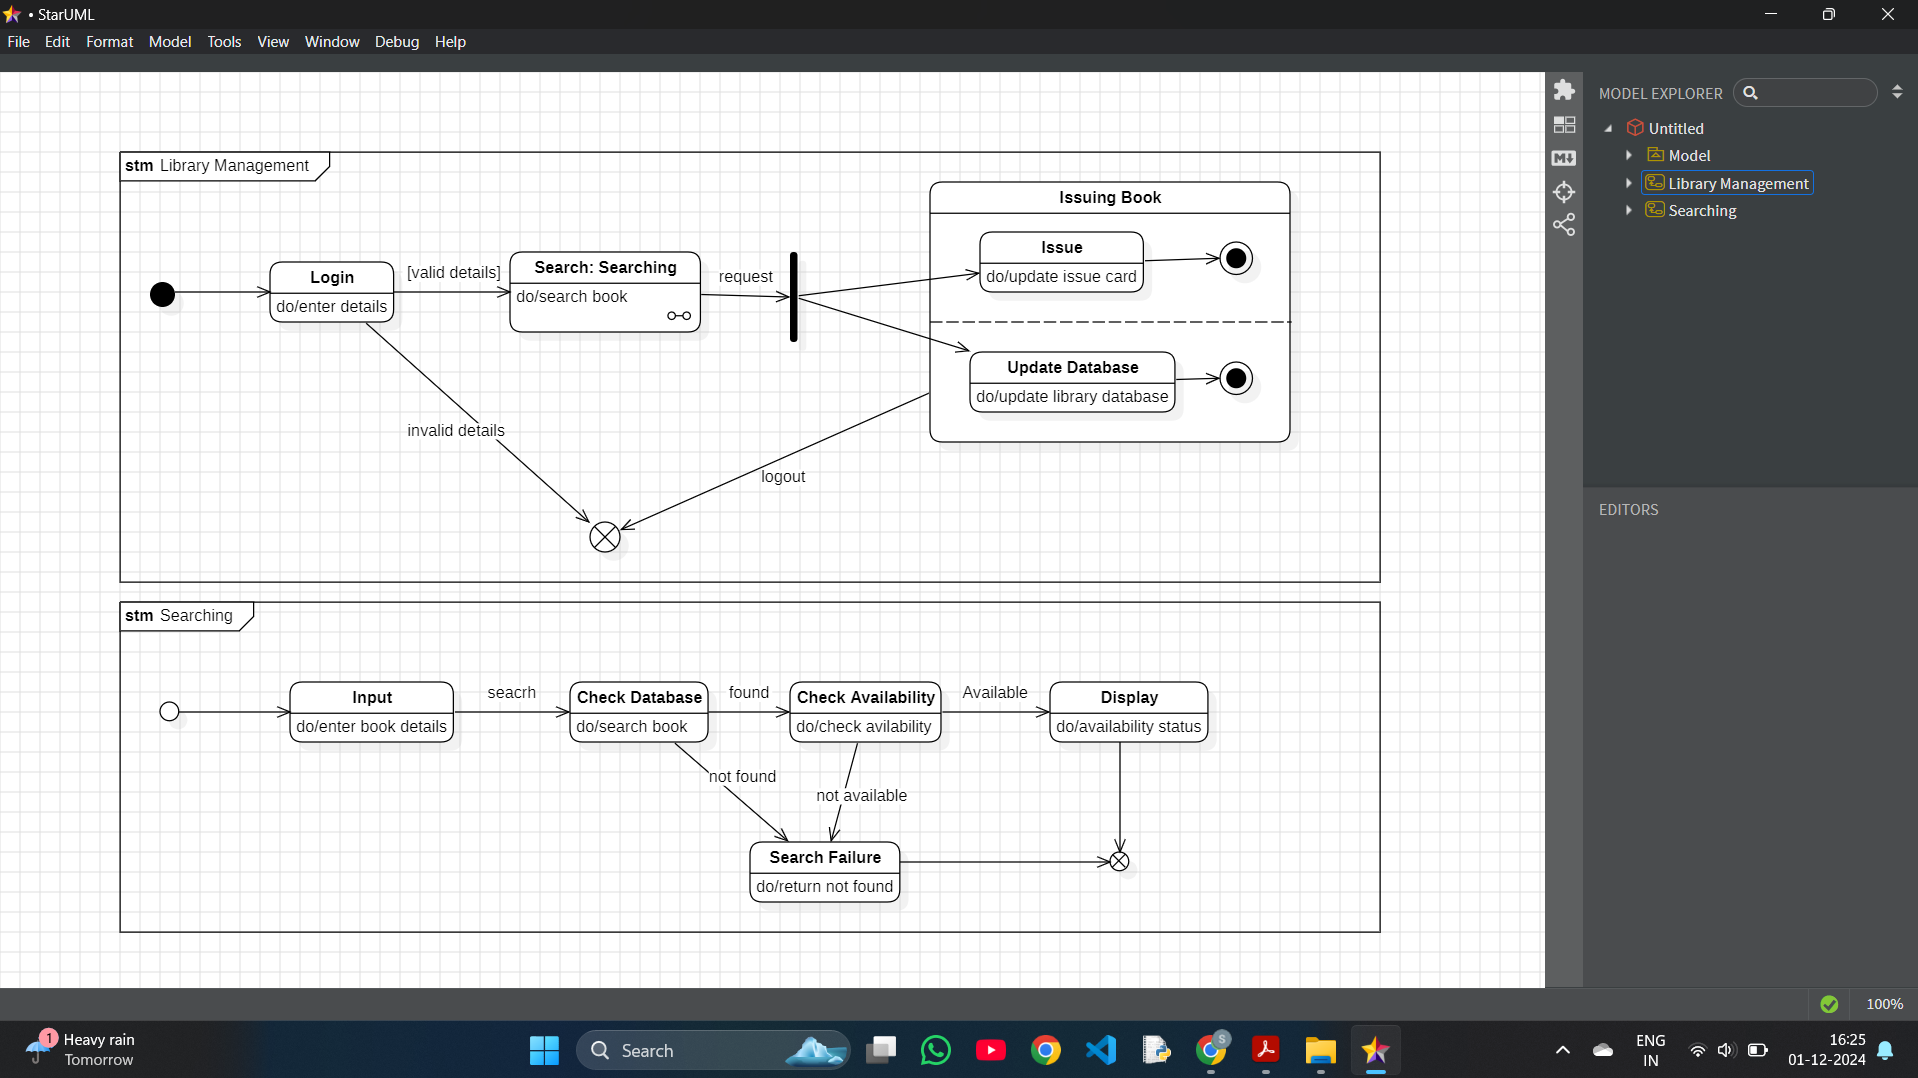 • StarUML
File Edit Format Model Tools View Window Debug Help
stm Library Management
Login
do/enter details
[valid details]
Search: Searching
do/search book
request
Issuing Book
Issue
do/update issue card
Update Database
do/update library database
invalid details
logout
stm Searching
Input
do/enter book details
seacrh
Check Database
do/search book
found
Check Availability
do/check avilability
Available
Display
do/availability status
not found
not available
Search Failure
do/return not found
M
MODEL EXPLORER
Untitled
Model
Library Management
Searching
EDITORS
100%
1
Heavy rain
Tomorrow
Search
S
ENG
IN
16:25
01-12-2024